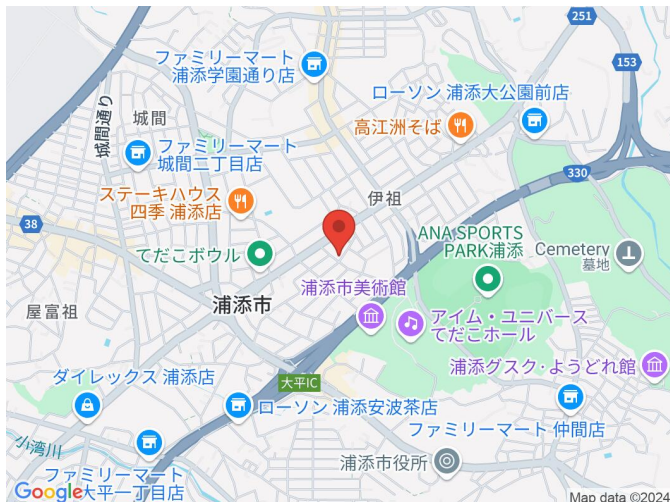 251
153
ファミリーマート
浦添学園通り店
ローソン 浦添大公園前店
城間通り
城間
高江洲そば
ファミリーマート
城間二丁目店
330
ステーキハウス
四季 浦添店
伊祖
38
ANA SPORTS
PARK浦添
Cemetery
墓地
てだこボウル
浦添市美術館
屋富祖
浦添市
アイム・ユニバース
てだこホール
浦添グスク・ようどれ館
ダイレックス 浦添店
大平IC
ローソン 浦添安波茶店
ファミリーマート 仲間店
小湾川
浦添市役所
ファミリーマート
大平一丁目店
Google
Map data ©2024